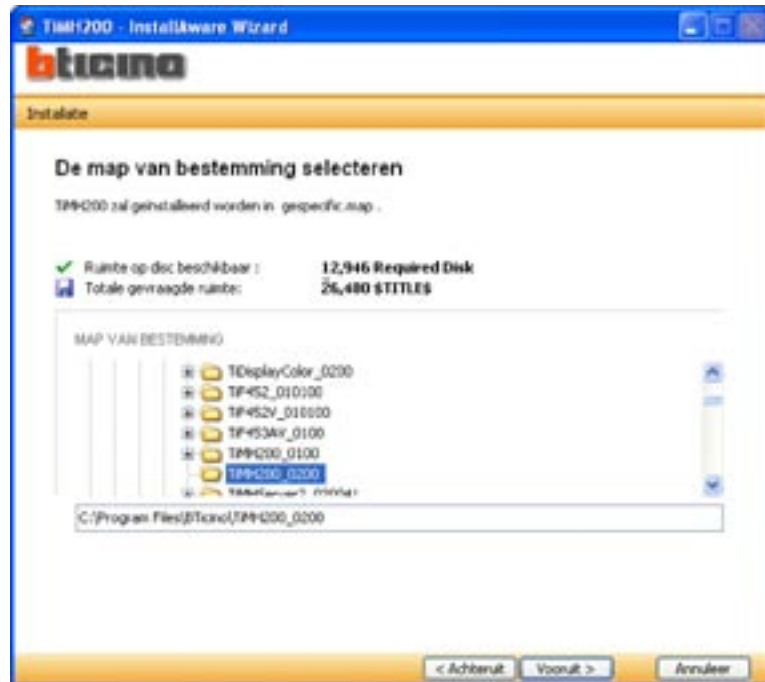 TiMH200 - InstallAware Wizard
bticino
Instalate
De map van bestemming selecteren
TiMH200 zal geïnstalleerd worden in gespecific.map .
Ruimte op disc beschikbaar : 12,946 Required Disk
Totale gevraagde ruimte: 26,480 $TITLE$
MAP VAN BESTEMMING
TiDisplayColor_0200
TiF452_010100
TiF452V_010100
TiF453AV_0100
TiMH200_0100
TiMH200_0200
C:\Program Files\BTicino\TiMH200_0200
< Achteruit
Vooruit >
Annuleer